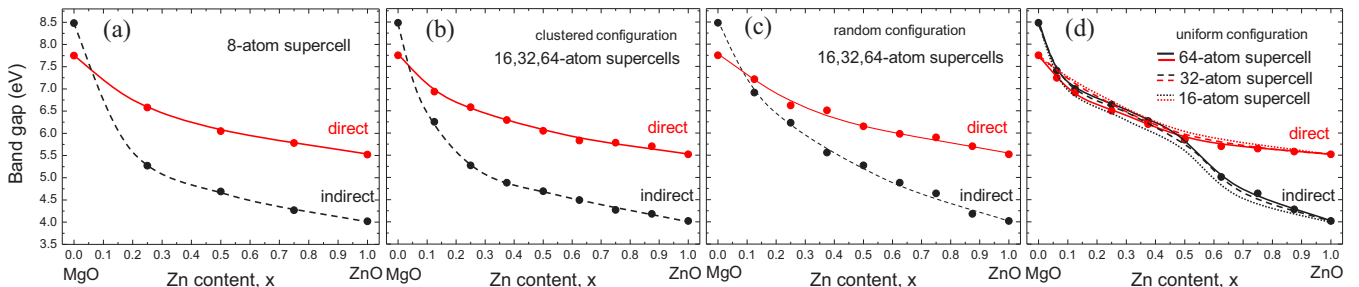 Band gap (eV)
8.5
8.0
7.5
7.0
6.5
6.0
5.5
5.0
4.5
4.0
3.5
(a)
8-atom supercell
direct
indirect
0.0 0.1 0.2 0.3 0.4 0.5 0.6 0.7 0.8 0.9 1.0
MgO Zn content, x ZnO
(b)
clustered configuration
16,32,64-atom supercells
direct
indirect
0.0 0.1 0.2 0.3 0.4 0.5 0.6 0.7 0.8 0.9 1.0
MgO Zn content, x ZnO
(c)
random configuration
16,32,64-atom supercells
direct
indirect
0.0 0.1 0.2 0.3 0.4 0.5 0.6 0.7 0.8 0.9 1.0
MgO Zn content, x ZnO
(d)
uniform configuration
64-atom supercell
32-atom supercell
16-atom supercell
direct
indirect
0.0 0.1 0.2 0.3 0.4 0.5 0.6 0.7 0.8 0.9 1.0
MgO Zn content, x ZnO